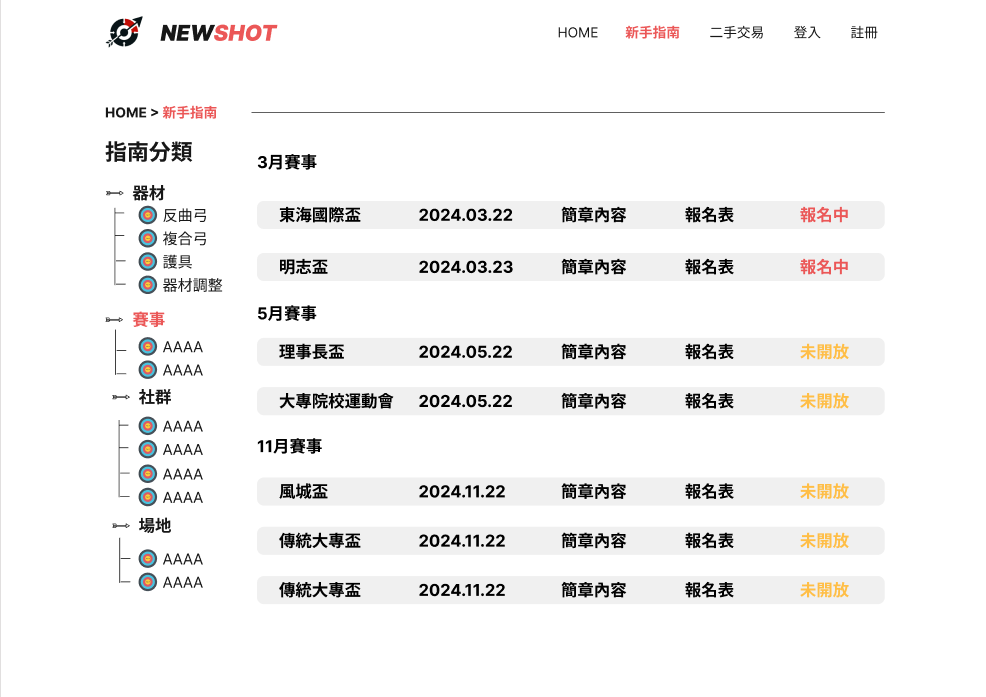 NEWSHOT
HOME 新手指南 二手交易 登入 註冊
HOME > 新手指南
指南分類
器材
反曲弓
複合弓
護具
器材調整
賽事
AAAA
AAAA
社群
AAAA
AAAA
AAAA
AAAA
場地
AAAA
AAAA
3月賽事
東海國際盃 2024.03.22 簡章內容 報名表 報名中
明志盃 2024.03.23 簡章內容 報名表 報名中
5月賽事
理事長盃 2024.05.22 簡章內容 報名表 未開放
大專院校運動會 2024.05.22 簡章內容 報名表 未開放
11月賽事
風城盃 2024.11.22 簡章內容 報名表 未開放
傳統大專盃 2024.11.22 簡章內容 報名表 未開放
傳統大專盃 2024.11.22 簡章內容 報名表 未開放